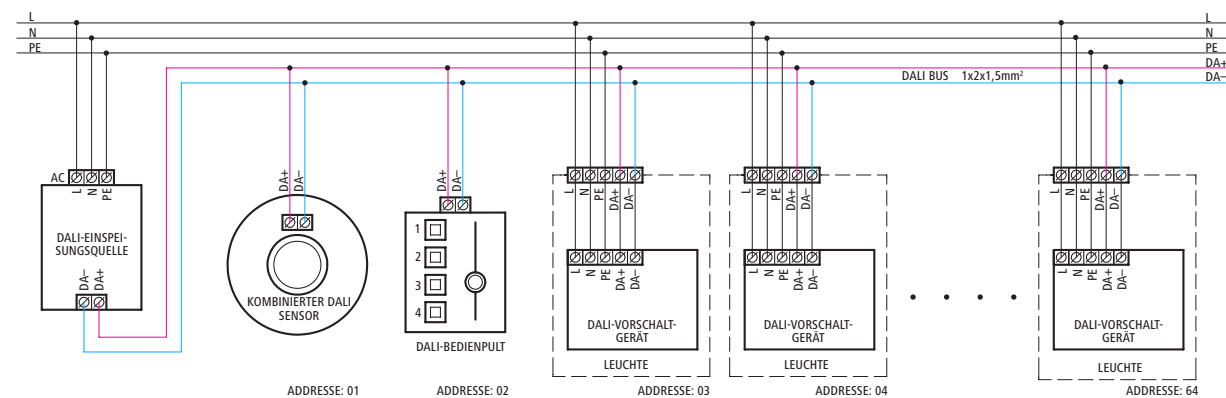 L
N
PE
L
N
PE
DA+
DA–
DALI BUS 1x2x1,5mm²
AC
L
N
PE
DALI-EINSPEI-
SUNGSQUELLE
DA–
DA+
DA+
DA–
KOMBINIERTER DALI
SENSOR
ADDRESSE: 01
DA+
DA–
1
2
3
4
DALI-BEDIENPULT
ADDRESSE: 02
L
N
PE
DA+
DA–
L
N
PE
DA+
DA–
DALI-VORSCHALT-
GERÄT
LEUCHTE
ADDRESSE: 03
L
N
PE
DA+
DA–
L
N
PE
DA+
DA–
DALI-VORSCHALT-
GERÄT
LEUCHTE
ADDRESSE: 04
L
N
PE
DA+
DA–
L
N
PE
DA+
DA–
DALI-VORSCHALT-
GERÄT
LEUCHTE
ADDRESSE: 64